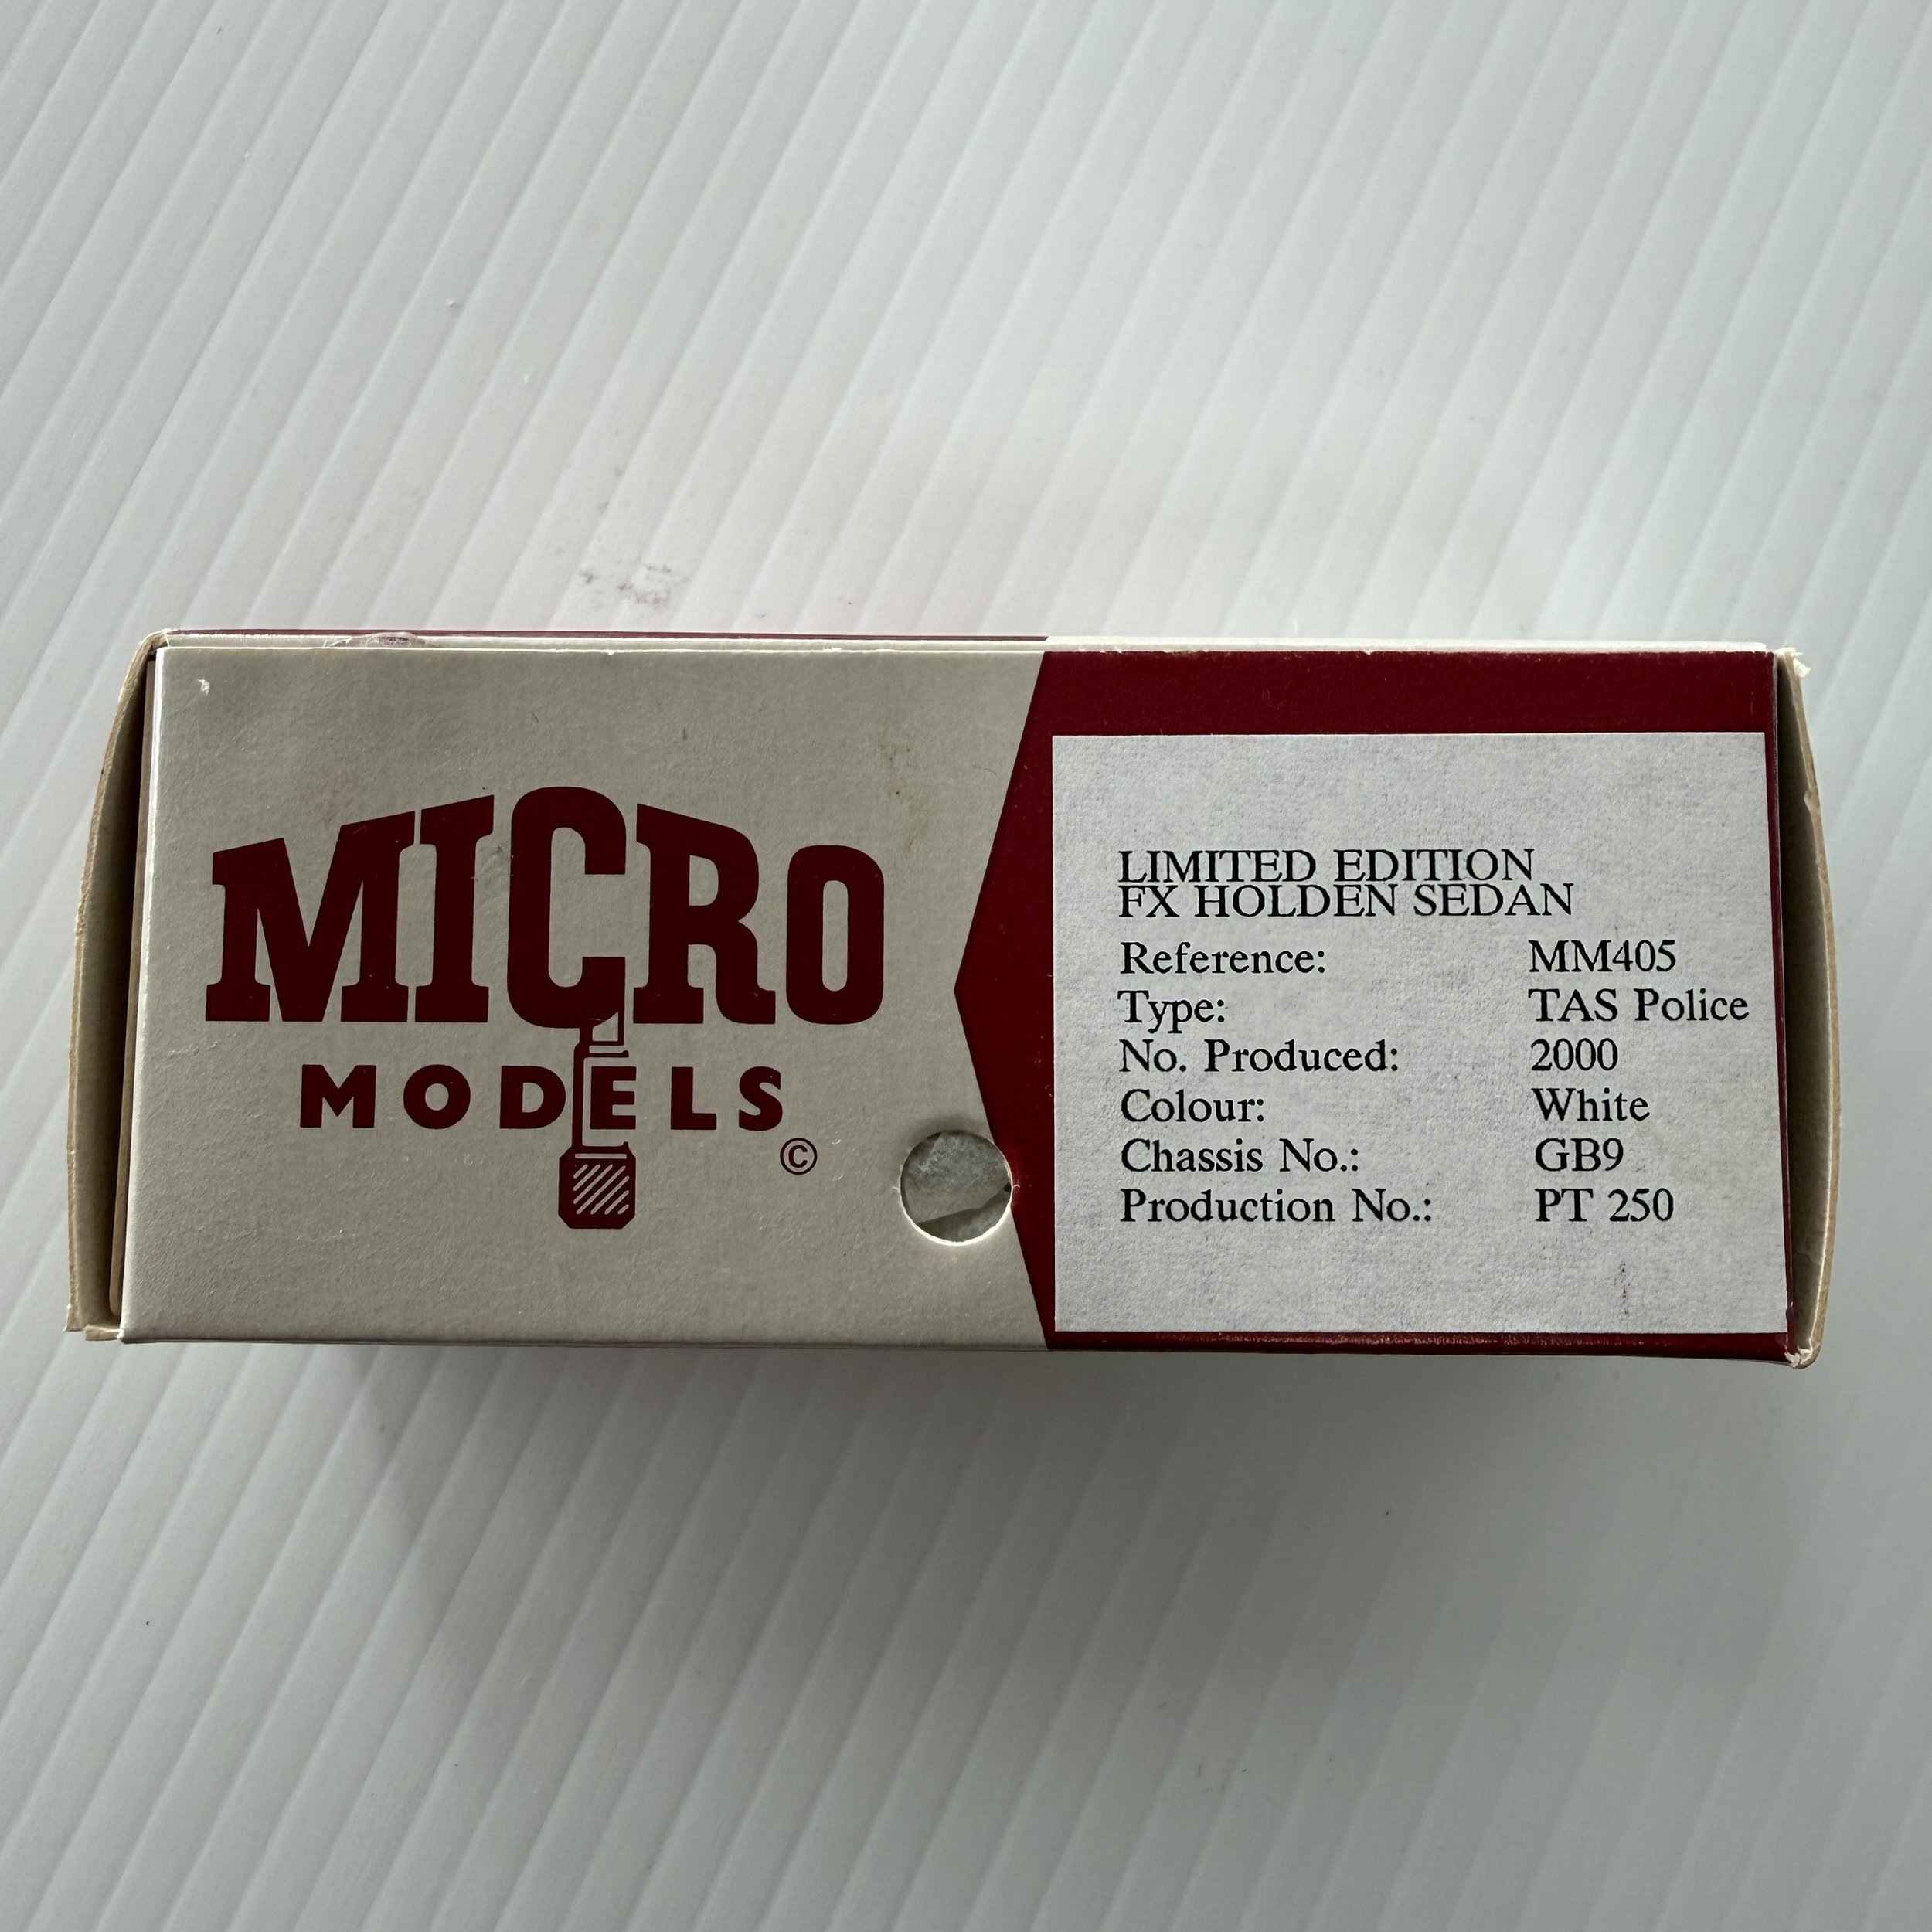 MICRO
MODELS
©
LIMITED EDITION
FX HOLDEN SEDAN
Reference: MM405
Type: TAS Police
No. Produced: 2000
Colour: White
Chassis No.: GB9
Production No.: PT 250